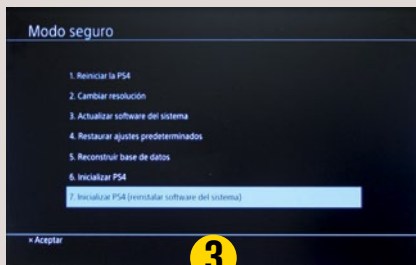 Modo seguro
1. Reiniciar la PS4
2. Cambiar resolución
3. Actualizar software del sistema
4. Restaurar ajustes predeterminados
5. Reconstruir base de datos
6. Inicializar PS4
7. Inicializar PS4 (reinstalar software del sistema)
× Aceptar
3